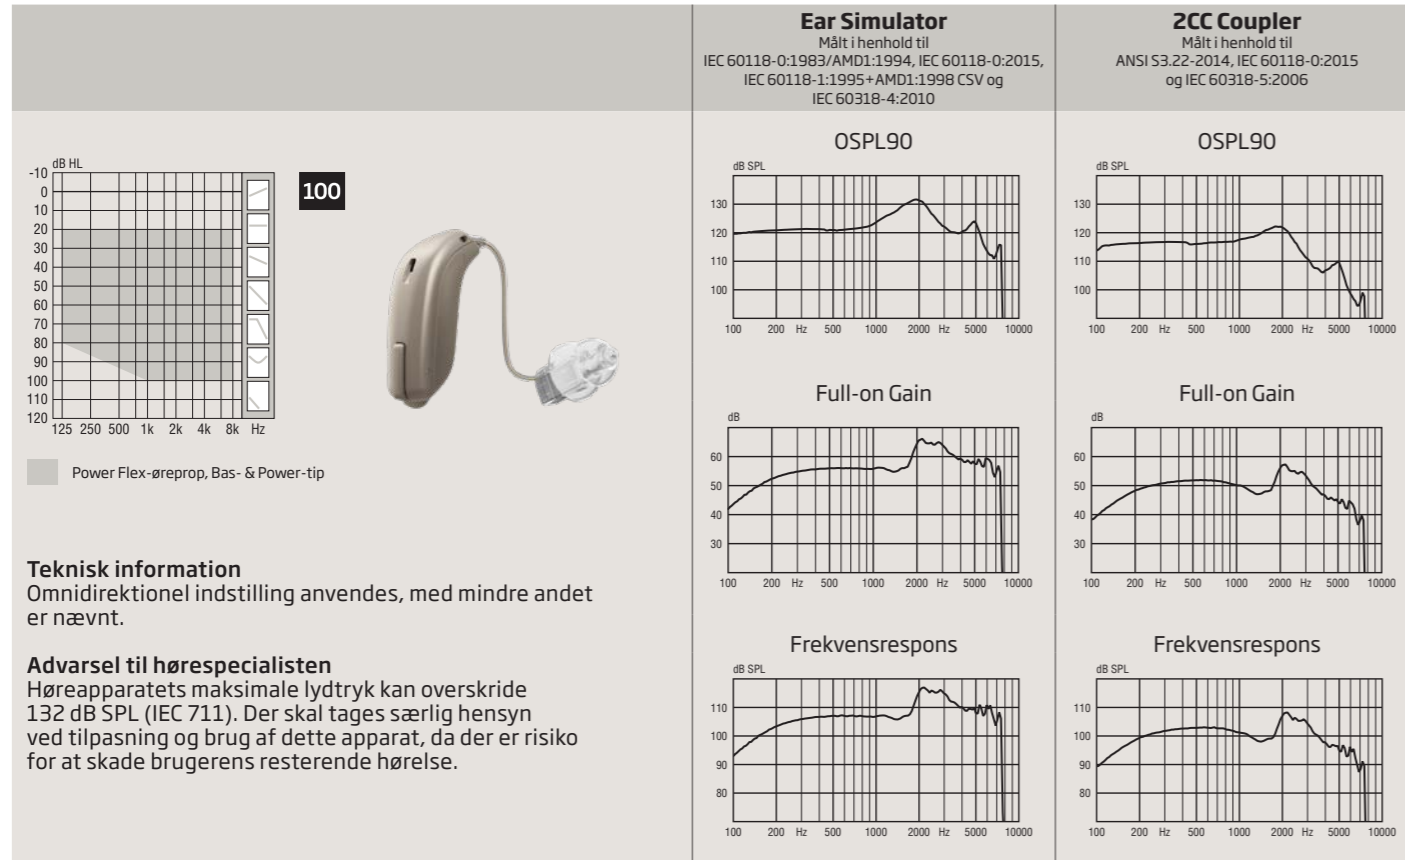 Ear Simulator
Målt i henhold til
IEC 60118-0:1983/AMD1:1994, IEC 60118-0:2015,
IEC 60118-1:1995+AMD1:1998 CSV og
IEC 60318-4:2010
2CC Coupler
Målt i henhold til
ANSI S3.22-2014, IEC 60118-0:2015
og IEC 60318-5:2006
dB HL
-10
0
10
20
30
40
50
60
70
80
90
100
110
120
125 250 500 1k 2k 4k 8k Hz
100
Power Flex-øreprop, Bas- & Power-tip
Teknisk information
Omnidirektionel indstilling anvendes, med mindre andet
er nævnt.
Advarsel til hørespecialisten
Høreapparatets maksimale lydtryk kan overskride
132 dB SPL (IEC 711). Der skal tages særlig hensyn
ved tilpasning og brug af dette apparat, da der er risiko
for at skade brugerens resterende hørelse.
OSPL90
dB SPL
130
120
110
100
100 200 Hz 500 1000 2000 Hz 5000 10000
Full-on Gain
dB
60
50
40
30
100 200 Hz 500 1000 2000 Hz 5000 10000
Frekvensrespons
dB SPL
110
100
90
80
100 200 Hz 500 1000 2000 Hz 5000 10000
OSPL90
dB SPL
130
120
110
100
100 200 Hz 500 1000 2000 Hz 5000 10000
Full-on Gain
dB
60
50
40
30
100 200 Hz 500 1000 2000 Hz 5000 10000
Frekvensrespons
dB SPL
110
100
90
80
100 200 Hz 500 1000 2000 Hz 5000 10000